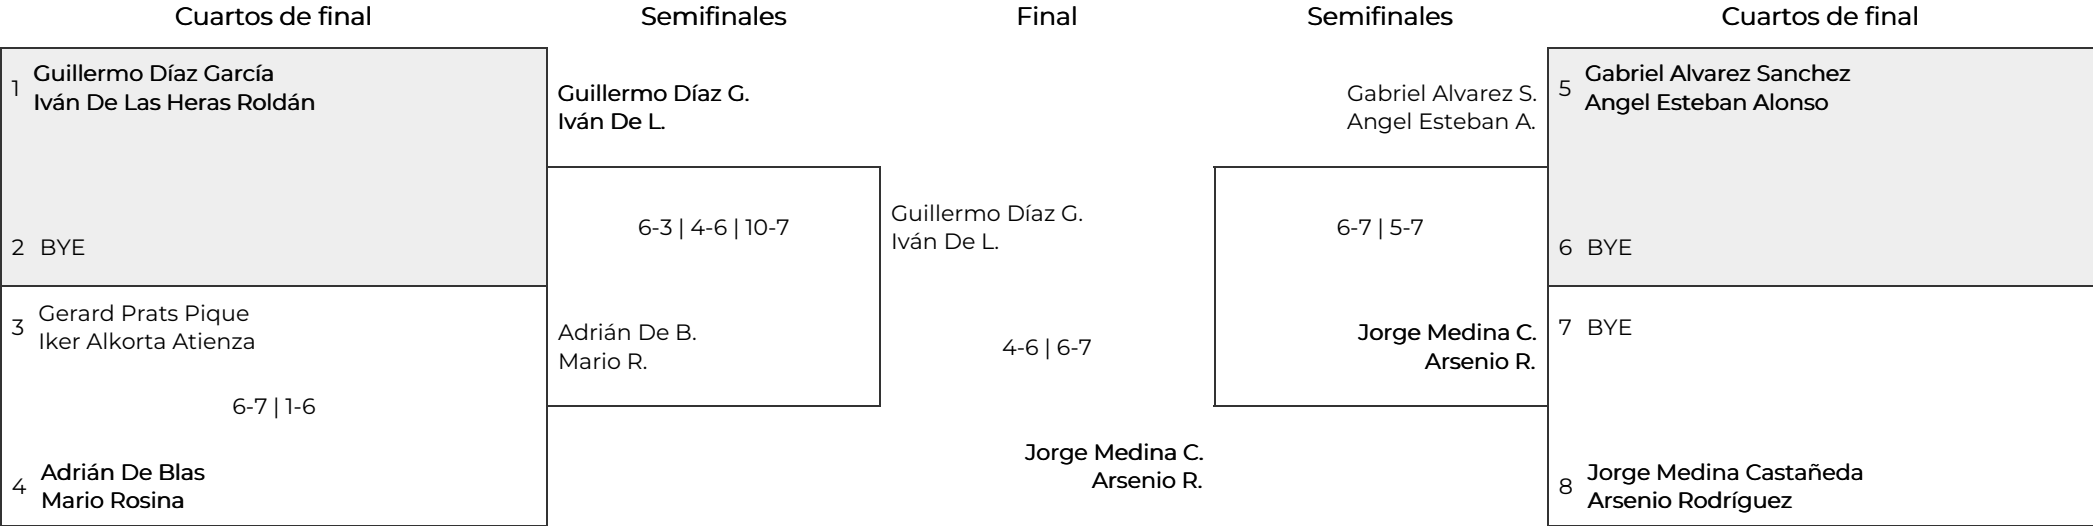 Cuartos de final
Semifinales
Final
Semifinales
Cuartos de final
1
Guillermo Díaz García
Iván De Las Heras Roldán
2 BYE
3
Gerard Prats Pique
Iker Alkorta Atienza
6-7 | 1-6
4
Adrián De Blas
Mario Rosina
Guillermo Díaz G.
Iván De L.
6-3 | 4-6 | 10-7
Adrián De B.
Mario R.
Guillermo Díaz G.
Iván De L.
4-6 | 6-7
Jorge Medina C.
Arsenio R.
Gabriel Alvarez S.
Angel Esteban A.
6-7 | 5-7
Jorge Medina C.
Arsenio R.
5
Gabriel Alvarez Sanchez
Angel Esteban Alonso
6 BYE
7 BYE
8
Jorge Medina Castañeda
Arsenio Rodríguez